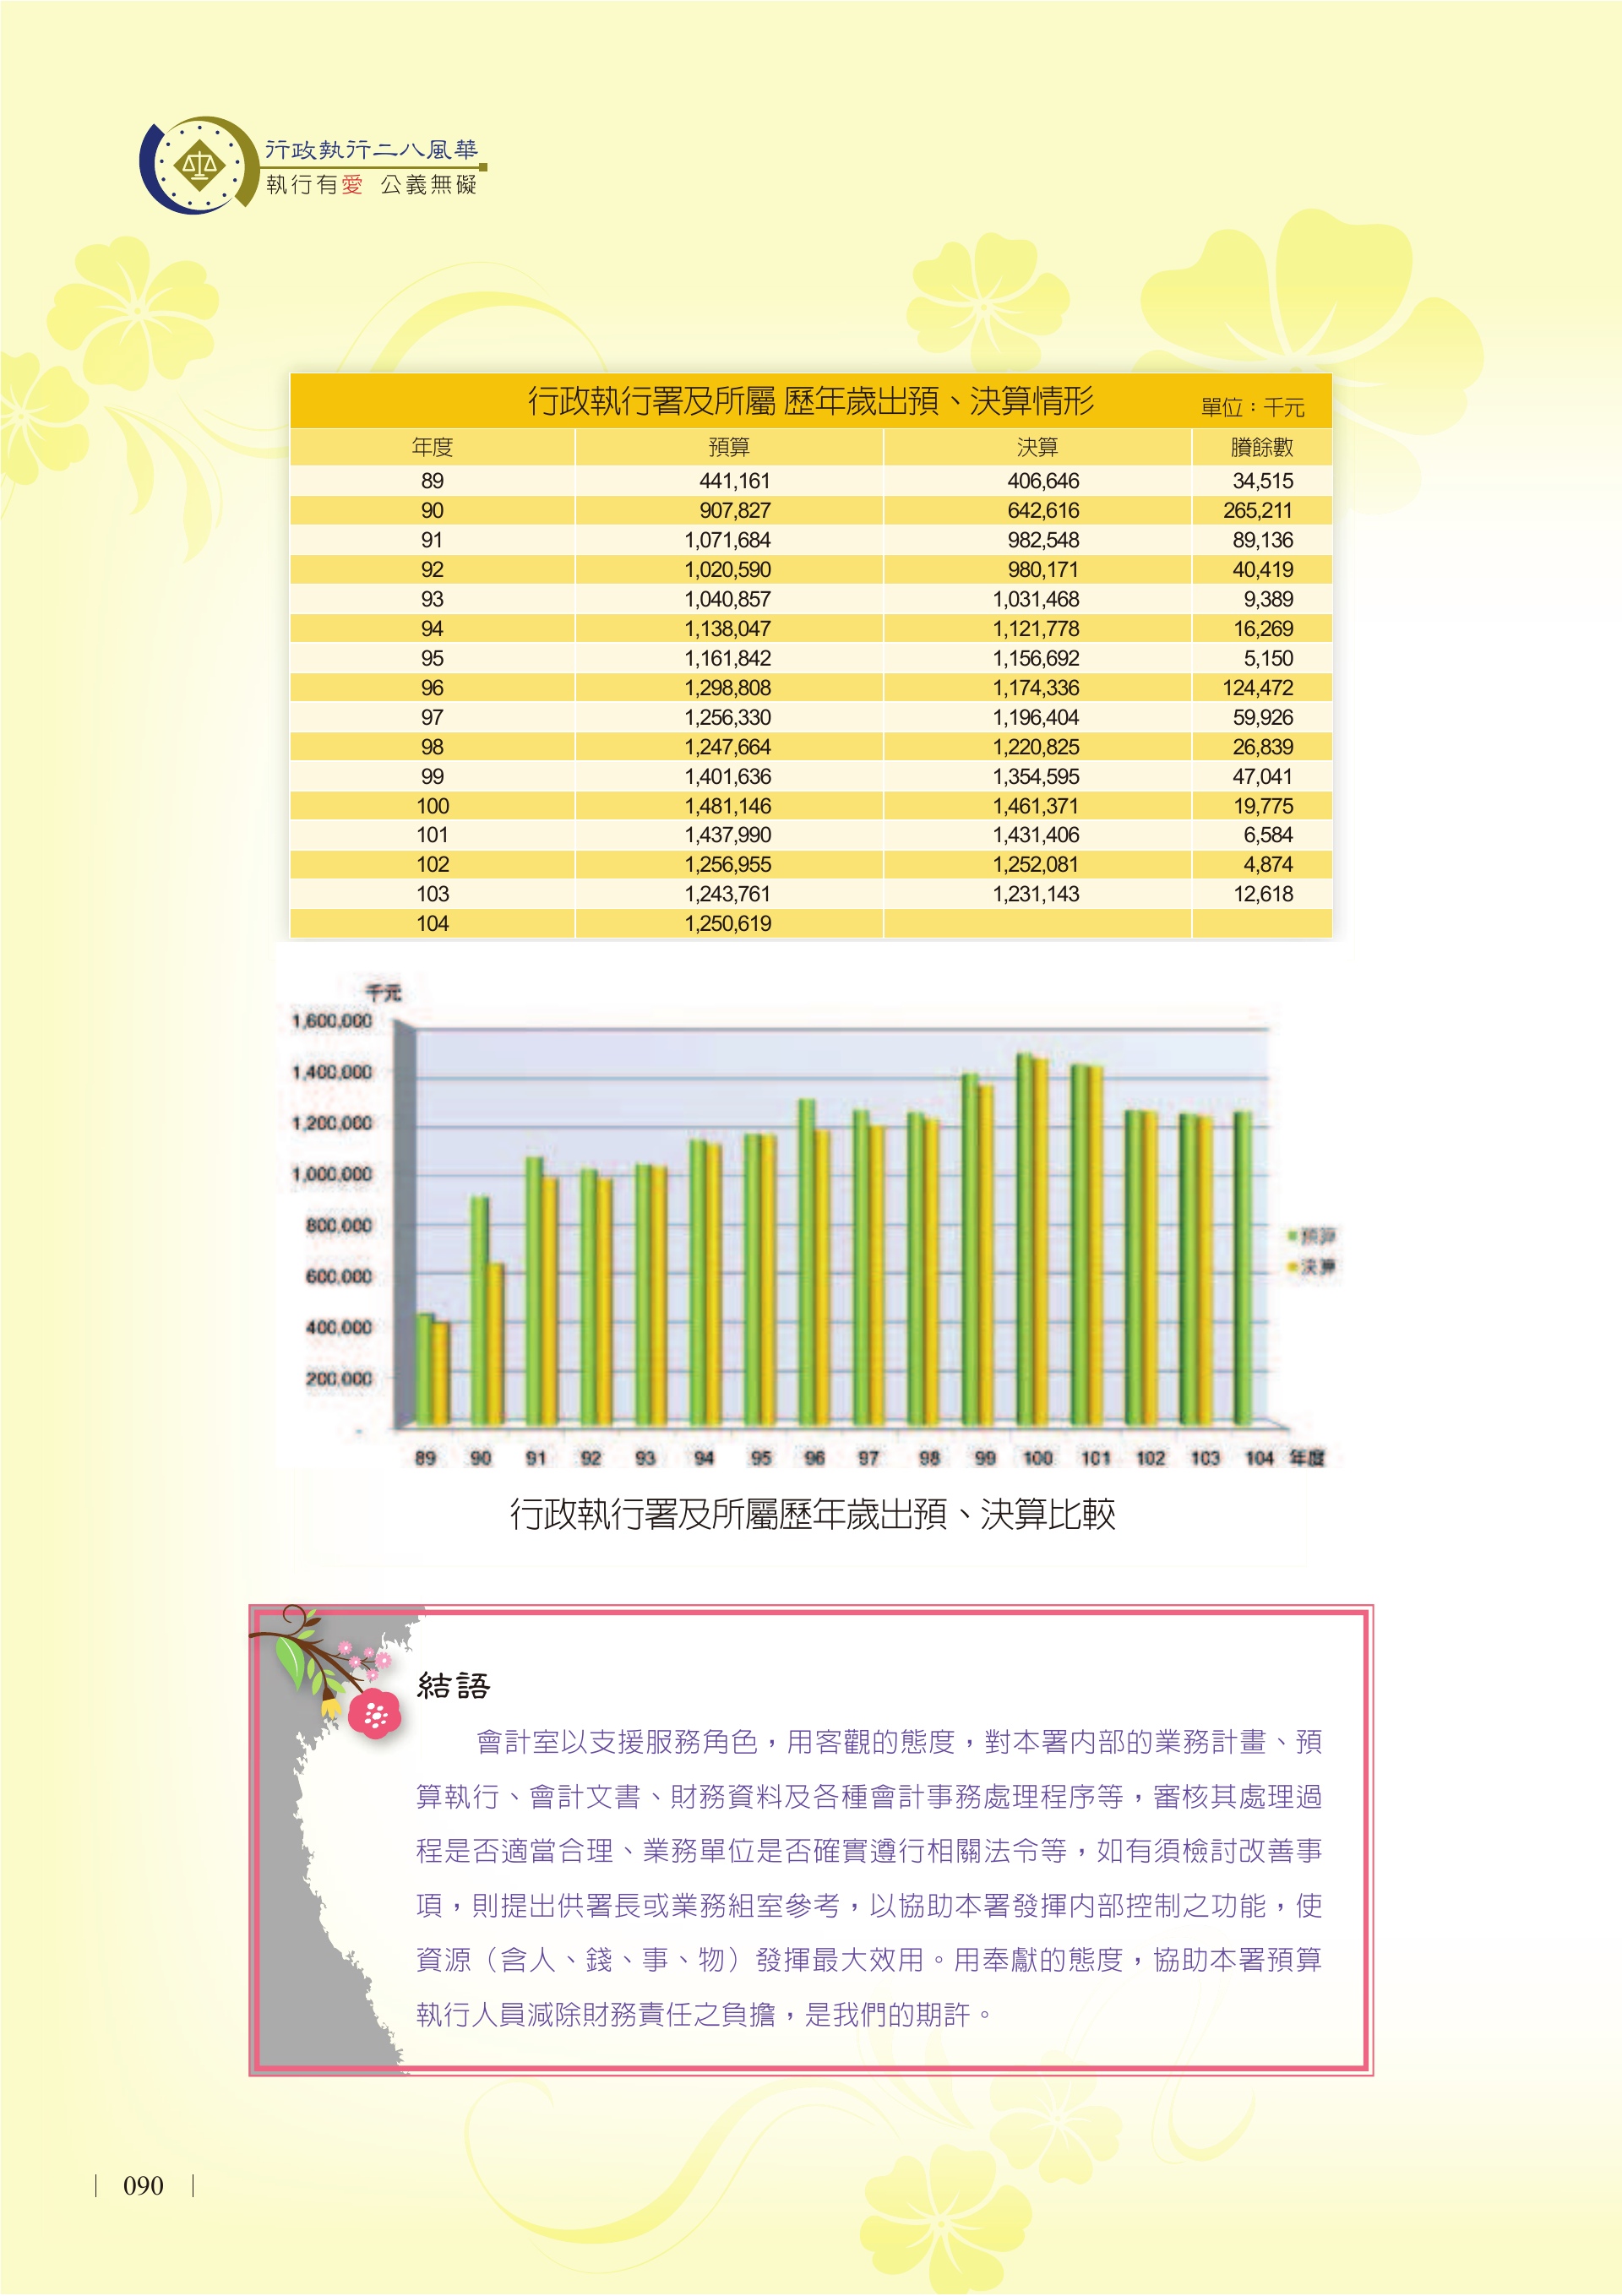 行政執行二八風華
執行有愛 公義無礙
行政執行署及所屬 歷年歲出預、決算情形 單位：千元
年度 預算 決算 賸餘數
89 441,161 406,646 34,515
90 907,827 642,616 265,211
91 1,071,684 982,548 89,136
92 1,020,590 980,171 40,419
93 1,040,857 1,031,468 9,389
94 1,138,047 1,121,778 16,269
95 1,161,842 1,156,692 5,150
96 1,298,808 1,174,336 124,472
97 1,256,330 1,196,404 59,926
98 1,247,664 1,220,825 26,839
99 1,401,636 1,354,595 47,041
100 1,481,146 1,461,371 19,775
101 1,437,990 1,431,406 6,584
102 1,256,955 1,252,081 4,874
103 1,243,761 1,231,143 12,618
104 1,250,619
千元
1,600,000
1,400,000
1,200,000
1,000,000
800,000
600,000
400,000
200,000
-
預算
決算
89 90 91 92 93 94 95 96 97 98 99 100 101 102 103 104 年度
行政執行署及所屬歷年歲出預、決算比較
結語
會計室以支援服務角色，用客觀的態度，對本署內部的業務計畫、預
算執行、會計文書、財務資料及各種會計事務處理程序等，審核其處理過
程是否適當合理、業務單位是否確實遵行相關法令等，如有須檢討改善事
項，則提出供署長或業務組室參考，以協助本署發揮內部控制之功能，使
資源（含人、錢、事、物）發揮最大效用。用奉獻的態度，協助本署預算
執行人員減除財務責任之負擔，是我們的期許。
090